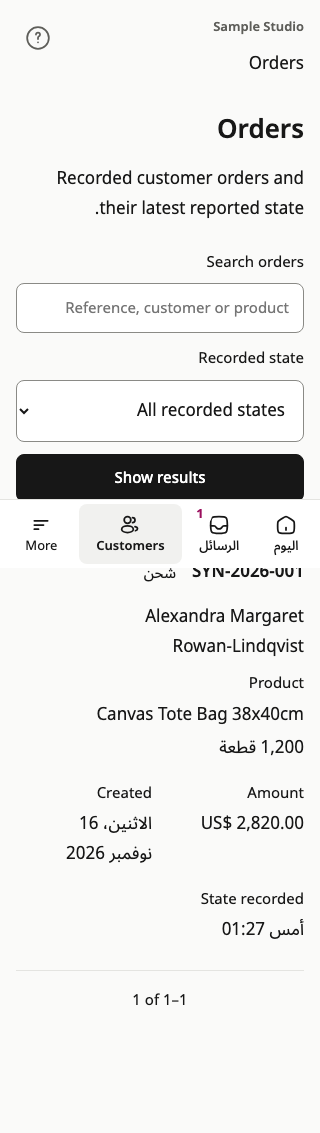 Sample Studio
Orders
Orders
Recorded customer orders and
their latest reported state.
Search orders
Reference, customer or product
Recorded state
All recorded states
Show results
اليوم
الرسائل
1
Customers
More
SYN-2026-001
شحن
Alexandra Margaret
Rowan-Lindqvist
Product
Canvas Tote Bag 38x40cm
1,200 قطعة
Amount
US$ 2,820.00
Created
الاثنين، 16
نوفمبر 2026
State recorded
أمس 01:27
1 of 1–1